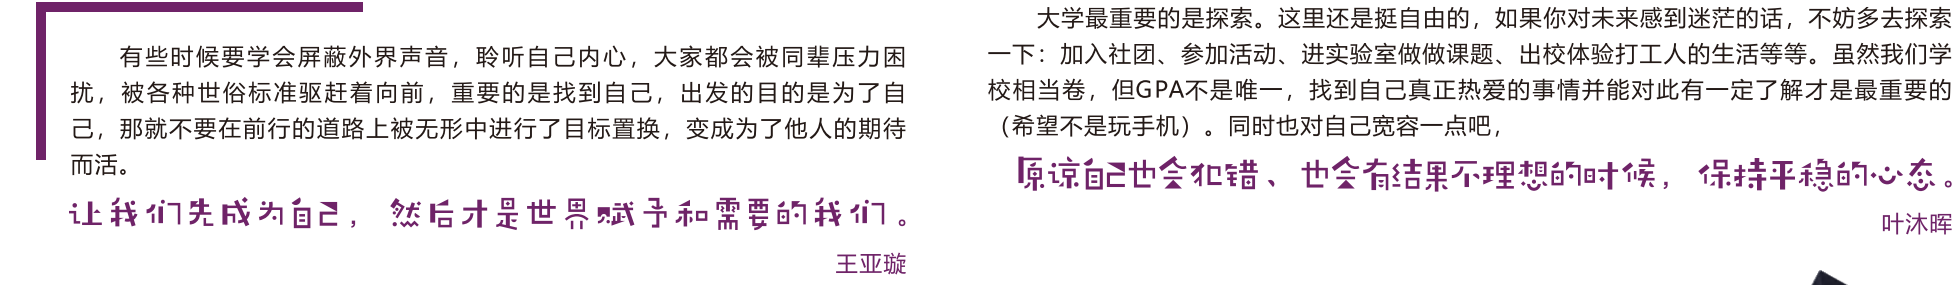 有些时候要学会屏蔽外界声音，聆听自己内心，大家都会被同辈压力困
扰，被各种世俗标准驱赶着向前，重要的是找到自己，出发的目的是为了自
己，那就不要在前行的道路上被无形中进行了目标置换，变成为了他人的期待
而活。
让我们先成为自己，然后才是世界赋予和需要的我们。
王亚璇
大学最重要的是探索。这里还是挺自由的，如果你对未来感到迷茫的话，不妨多去探索
一下：加入社团、参加活动、进实验室做做课题、出校体验打工人的生活等等。虽然我们学
校相当卷，但GPA不是唯一，找到自己真正热爱的事情并能对此有一定了解才是最重要的
（希望不是玩手机）。同时也对自己宽容一点吧，
原谅自己也会犯错、也会有结果不理想的时候，保持平稳的心态。
叶沐晖